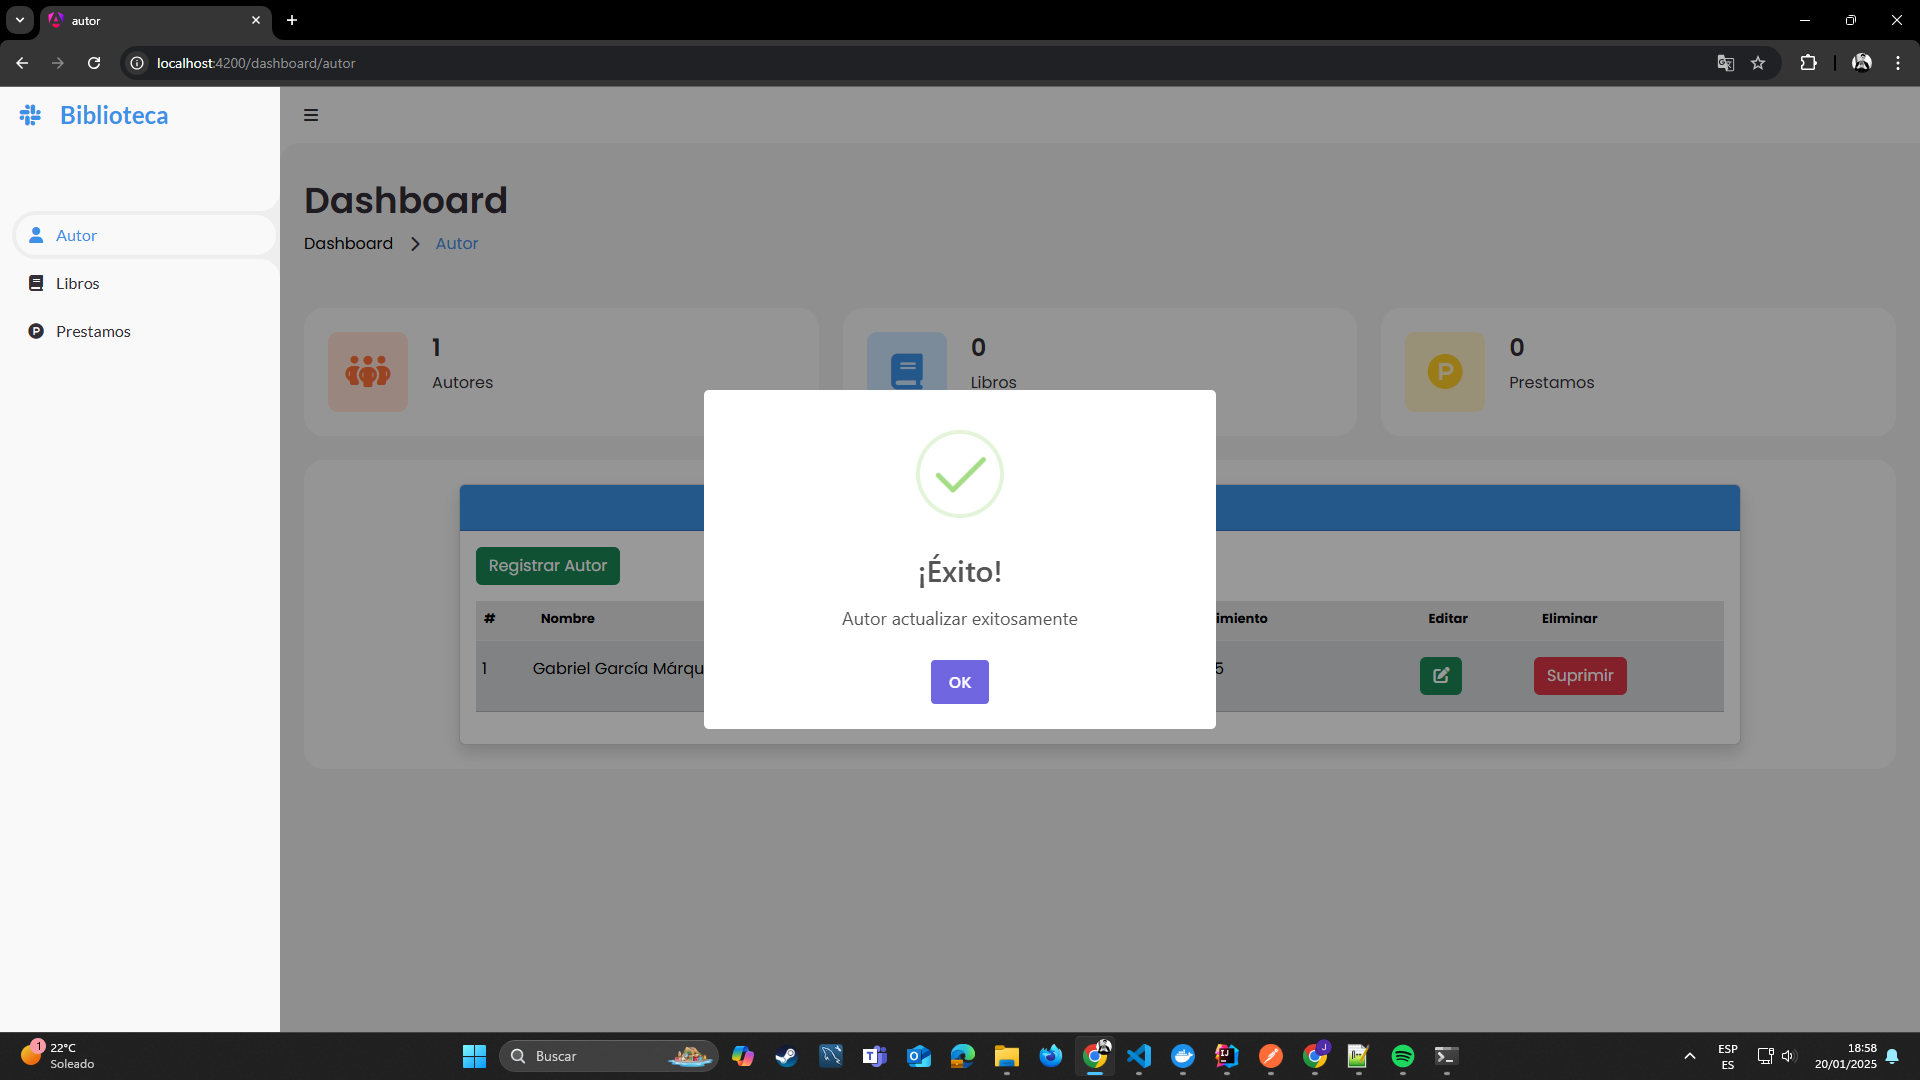 autor
localhost:4200/dashboard/autor
Biblioteca
Autor
Libros
Prestamos
Dashboard
Dashboard Autor
1
Autores
0
Libros
0
Prestamos
Registrar Autor
# Nombre imiento Editar Eliminar
1 Gabriel García Márqu 5 Suprimir
¡Éxito!
Autor actualizar exitosamente
OK
1
22°C
Soleado
Buscar
ESP
ES
18:58
20/01/2025